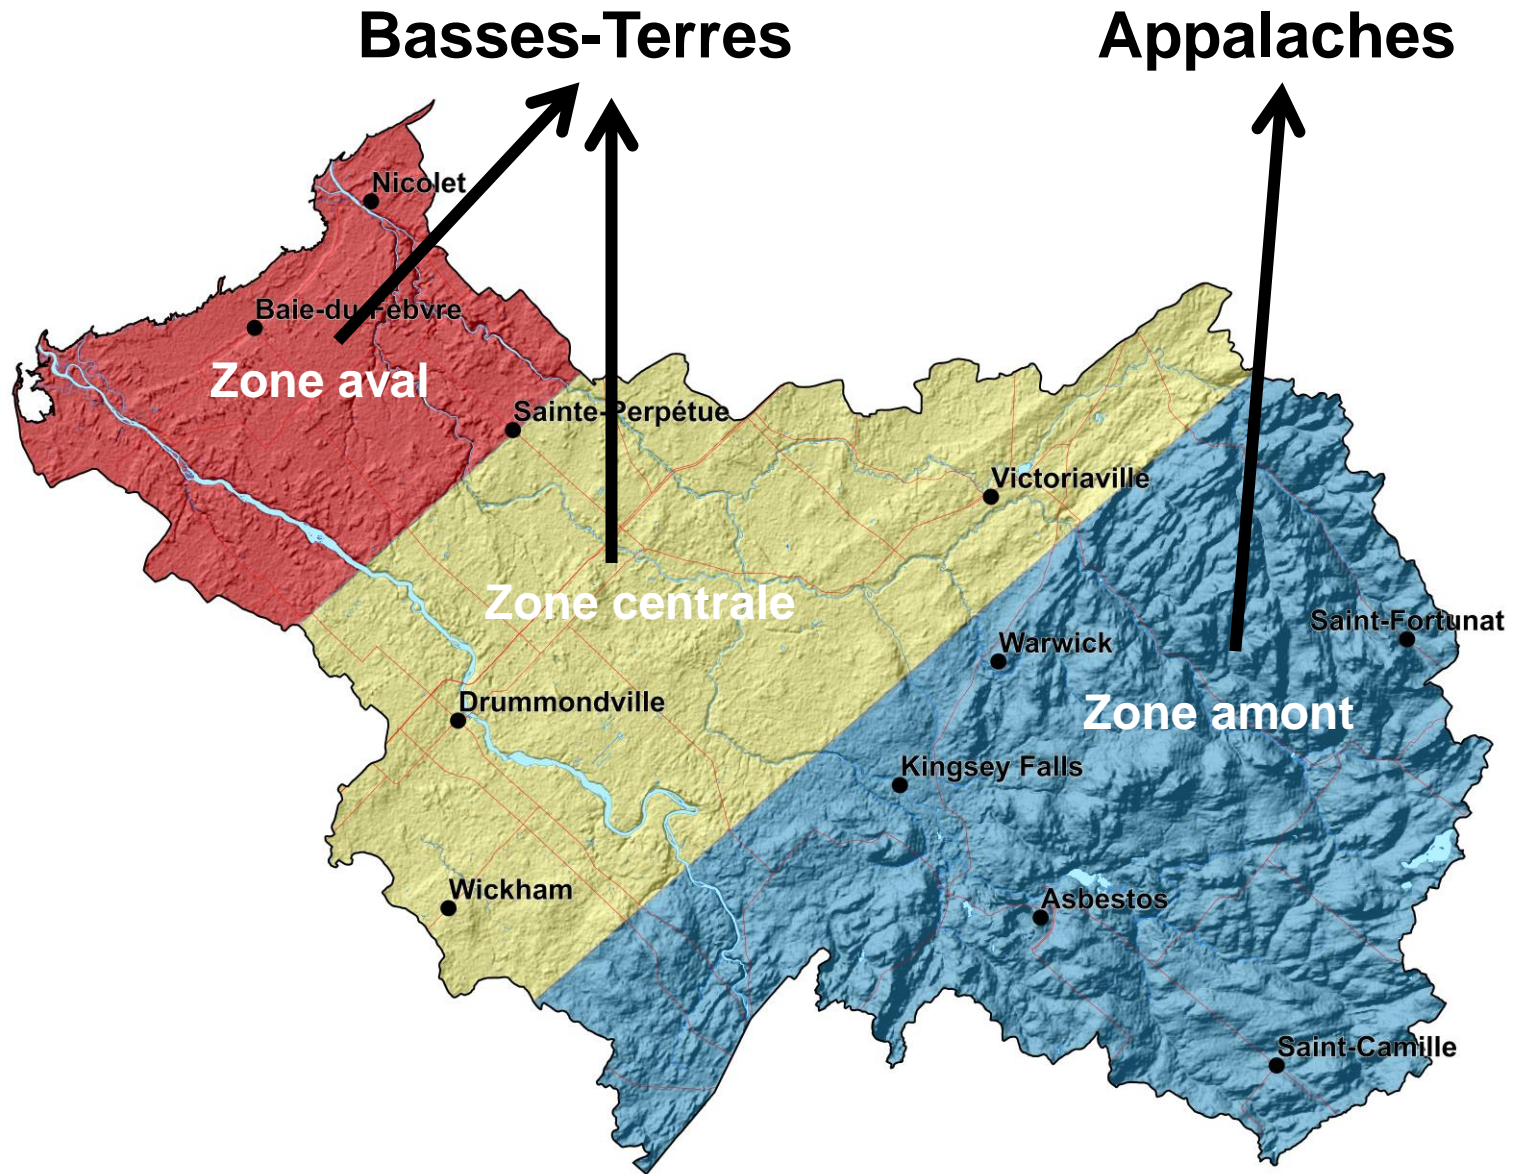 Basses-Terres
Appalaches
Nicolet
Baie-du-Febvre
Zone aval
Sainte-Perpétue
Victoriaville
Zone centrale
Saint-Fortunat
Warwick
Drummondville
Zone amont
Kingsey Falls
Wickham
Asbestos
Saint-Camille